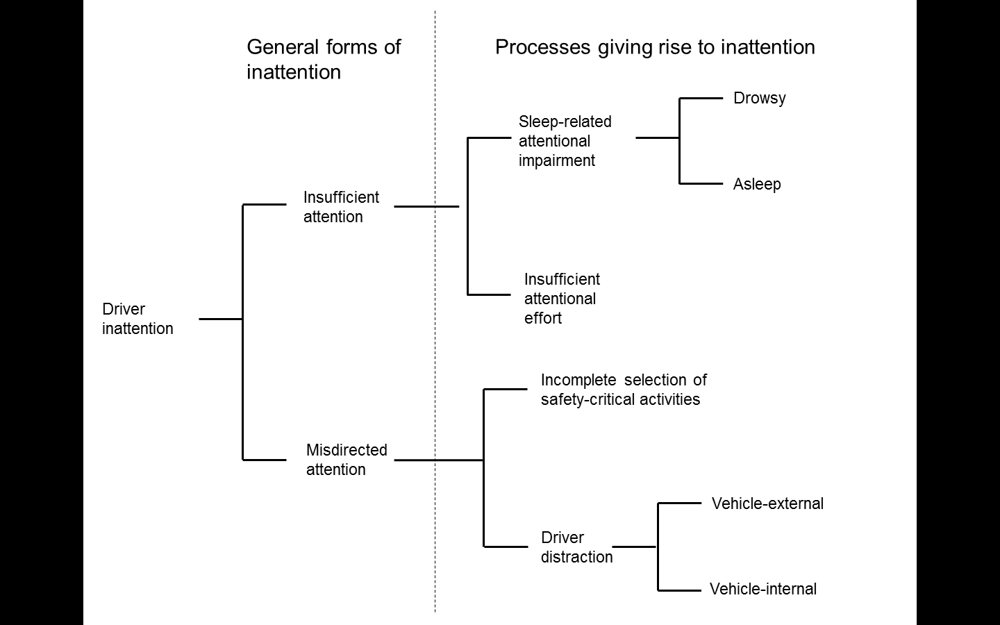 General forms of
inattention
Processes giving rise to inattention
Drowsy
Sleep-related
attentional
impairment
Asleep
Insufficient
attention
Insufficient
attentional
effort
Driver
inattention
Incomplete selection of
safety-critical activities
Misdirected
attention
Vehicle-external
Driver
distraction
Vehicle-internal